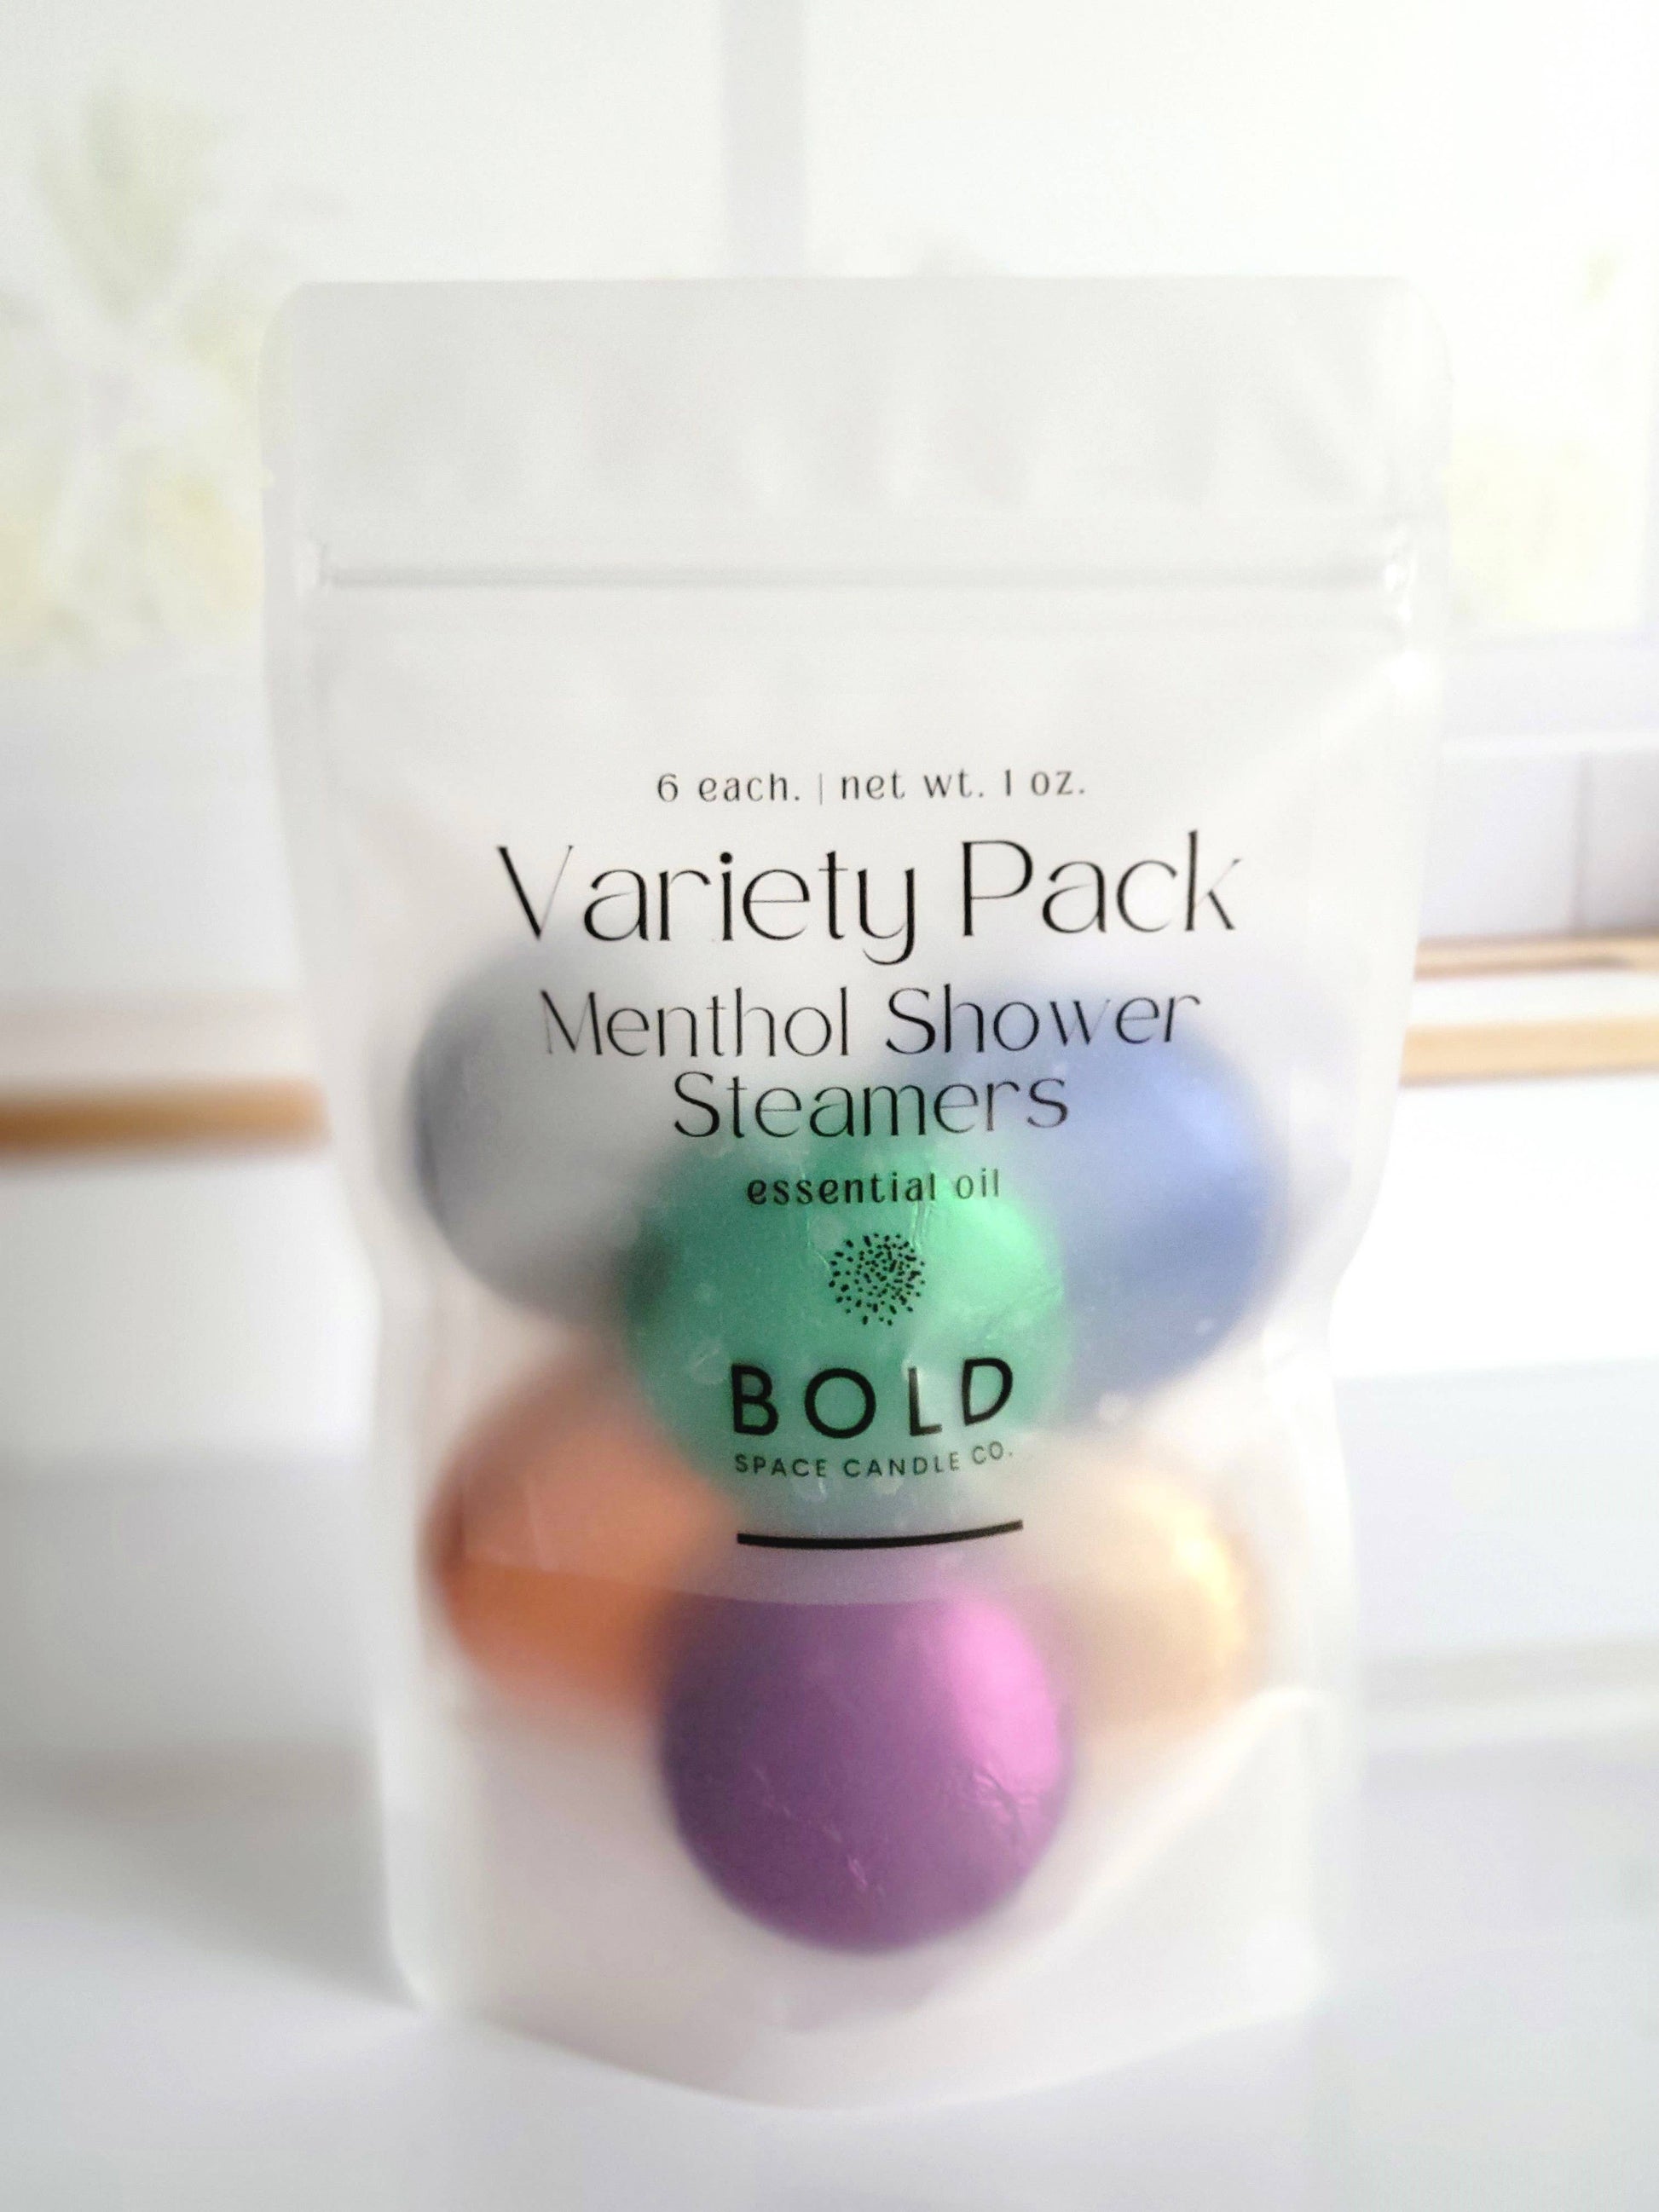 6 each. | net wt. 1 oz.
Variety Pack
Menthol Shower
Steamers
essential oil
BOLD
SPACE CANDLE CO.